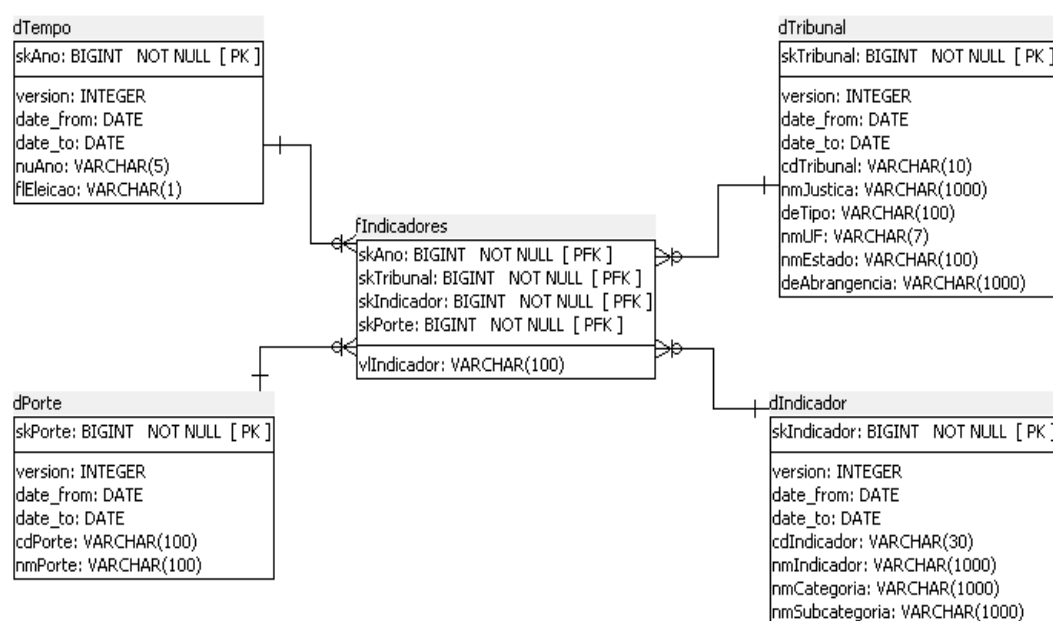 dTempo
skAno: BIGINT NOT NULL [ PK ]
version: INTEGER
date_from: DATE
date_to: DATE
nuAno: VARCHAR(5)
flEleicao: VARCHAR(1)
dTribunal
skTribunal: BIGINT NOT NULL [ PK ]
version: INTEGER
date_from: DATE
date_to: DATE
cdTribunal: VARCHAR(10)
nmJustica: VARCHAR(1000)
deTipo: VARCHAR(100)
nmUF: VARCHAR(7)
nmEstado: VARCHAR(100)
deAbrangencia: VARCHAR(1000)
fIndicadores
skAno: BIGINT NOT NULL [ PFK ]
skTribunal: BIGINT NOT NULL [ PFK ]
skIndicador: BIGINT NOT NULL [ PFK ]
skPorte: BIGINT NOT NULL [ PFK ]
vlIndicador: VARCHAR(100)
dPorte
skPorte: BIGINT NOT NULL [ PK ]
version: INTEGER
date_from: DATE
date_to: DATE
cdPorte: VARCHAR(100)
nmPorte: VARCHAR(100)
dIndicador
skIndicador: BIGINT NOT NULL [ PK ]
version: INTEGER
date_from: DATE
date_to: DATE
cdIndicador: VARCHAR(30)
nmIndicador: VARCHAR(1000)
nmCategoria: VARCHAR(1000)
nmSubcategoria: VARCHAR(1000)